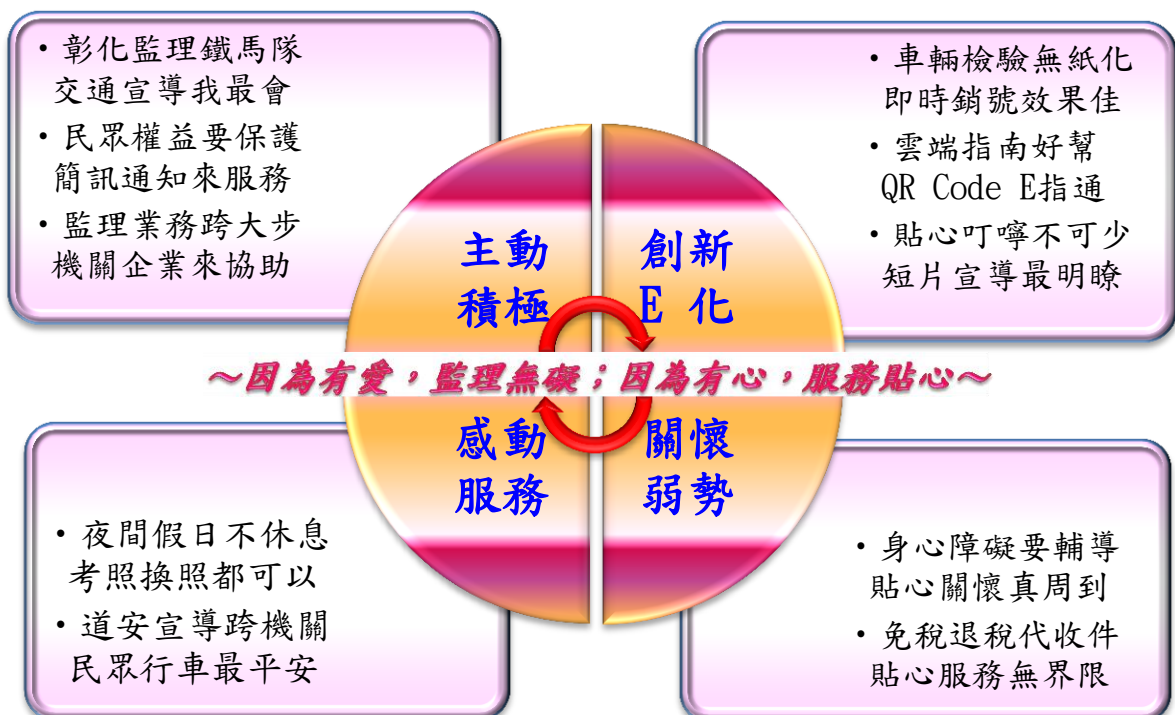 • 彰化監理鐵馬隊
交通宣導我最會
• 民眾權益要保護
簡訊通知來服務
• 監理業務跨大步
機關企業來協助
• 車輛檢驗無紙化
即時銷號效果佳
• 雲端指南好幫
QR Code E指通
• 貼心叮嚀不可少
短片宣導最明瞭
主動
積極
創新
E 化
～因為有愛，監理無礙；因為有心，服務貼心～
感動
服務
關懷
弱勢
• 夜間假日不休息
考照換照都可以
• 道安宣導跨機關
民眾行車最平安
• 身心障礙要輔導
貼心關懷真周到
• 免稅退稅代收件
貼心服務無界限